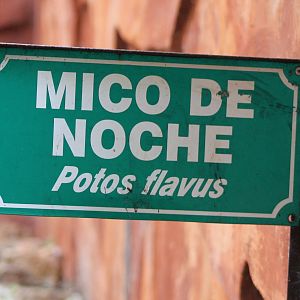 MICO DE
NOCHE
Potos flavus